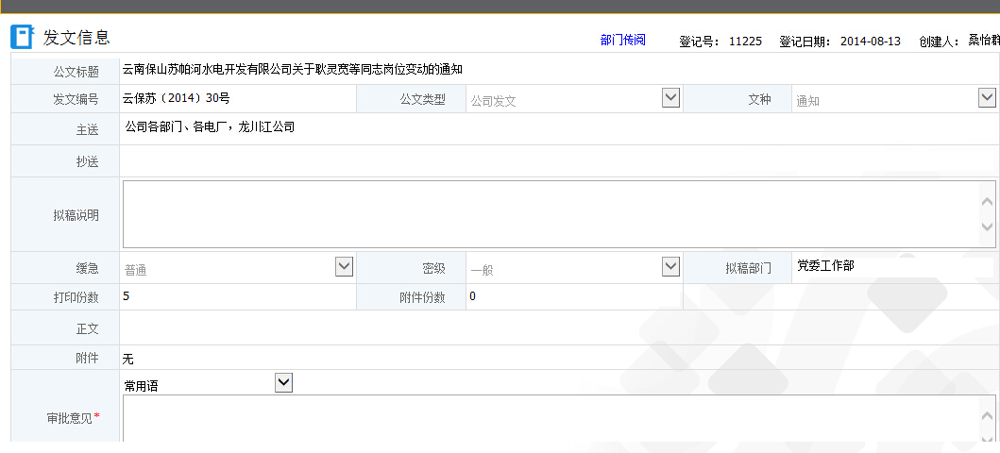 发文信息 部门传阅 登记号： 11225 登记日期： 2014-08-13 创建人： 桑怡群
公文标题 云南保山苏帕河水电开发有限公司关于耿灵宽等同志岗位变动的通知
发文编号 云保苏（2014）30号 公文类型 公司发文 文种 通知
主送 公司各部门、各电厂，龙川江公司
抄送
拟稿说明
缓急 普通 密级 一般 拟稿部门 党委工作部
打印份数 5 附件份数 0
正文
附件 无
常用语
审批意见*